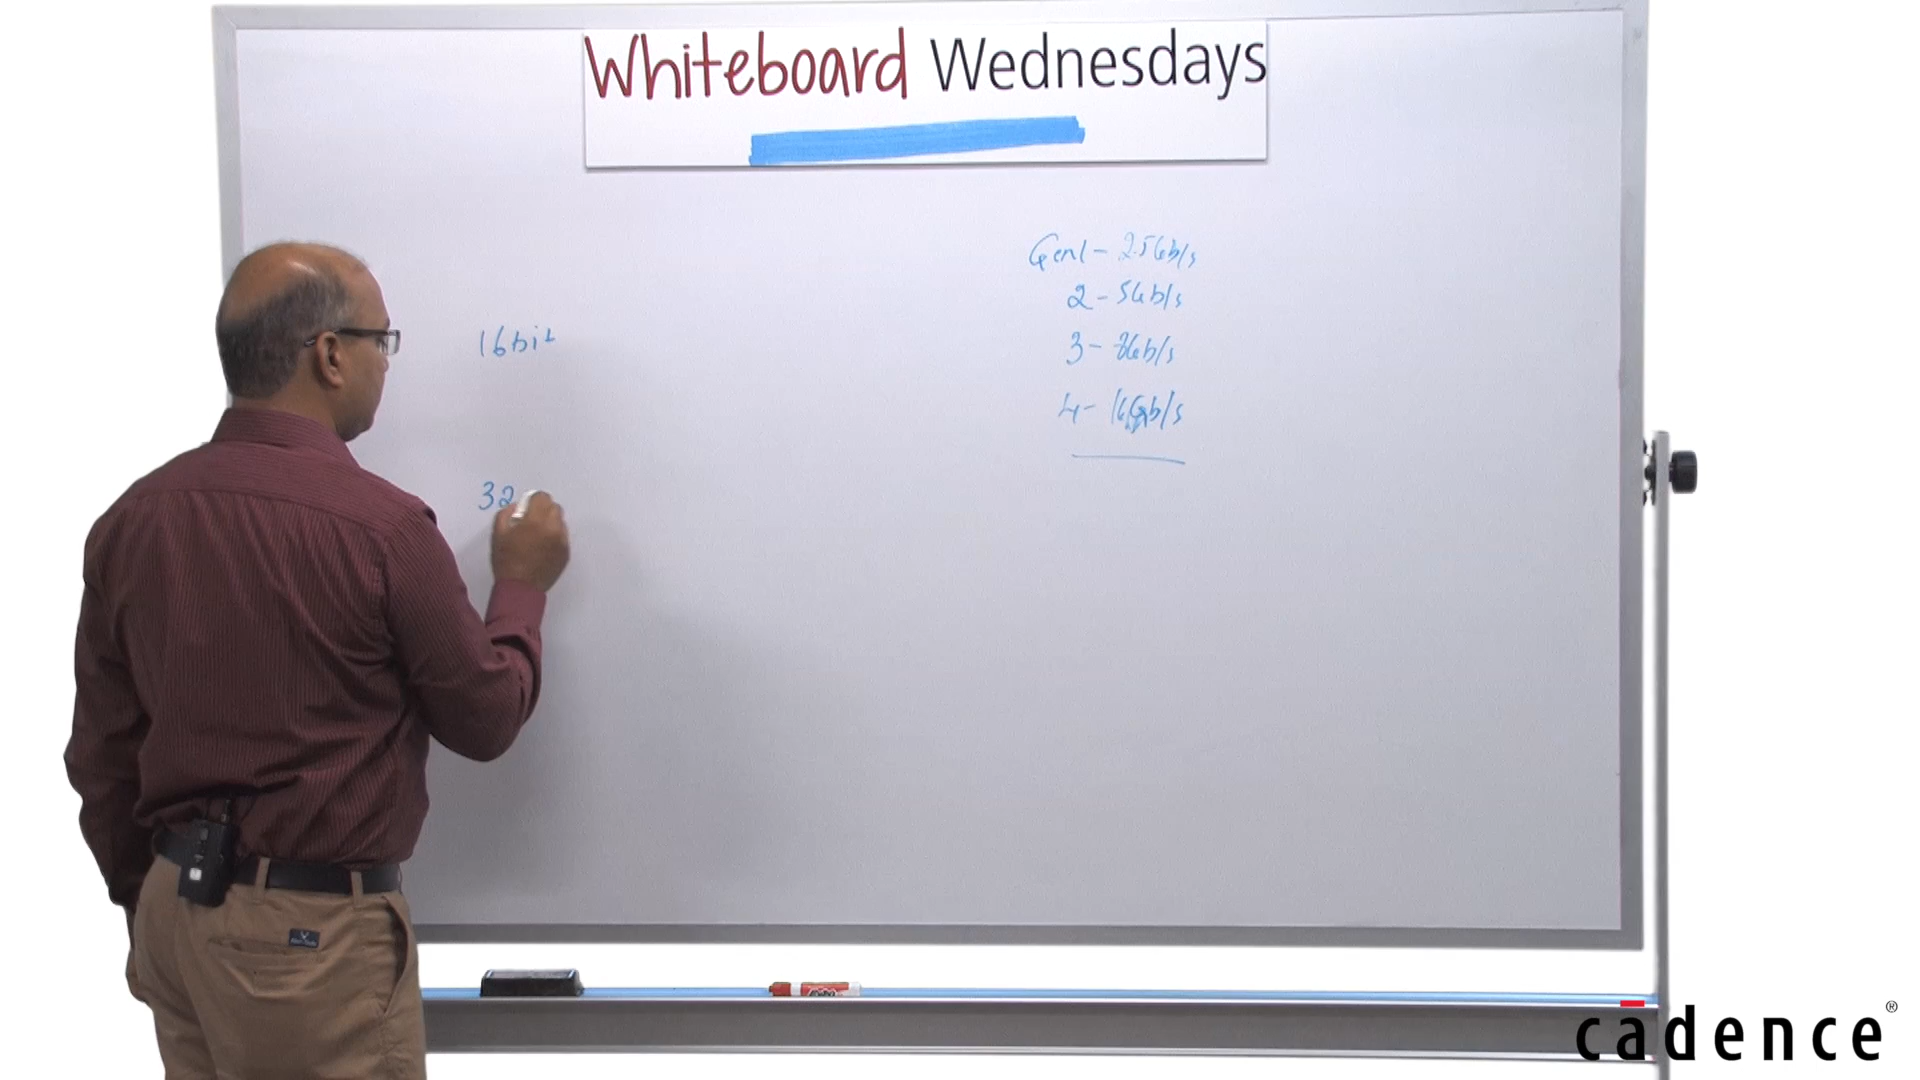 Whiteboard Wednesdays
Gen1 - 2.5Gb/s
2 - 5Gb/s
3 - 8Gb/s
4 - 16Gb/s
16bit
32
cadence®